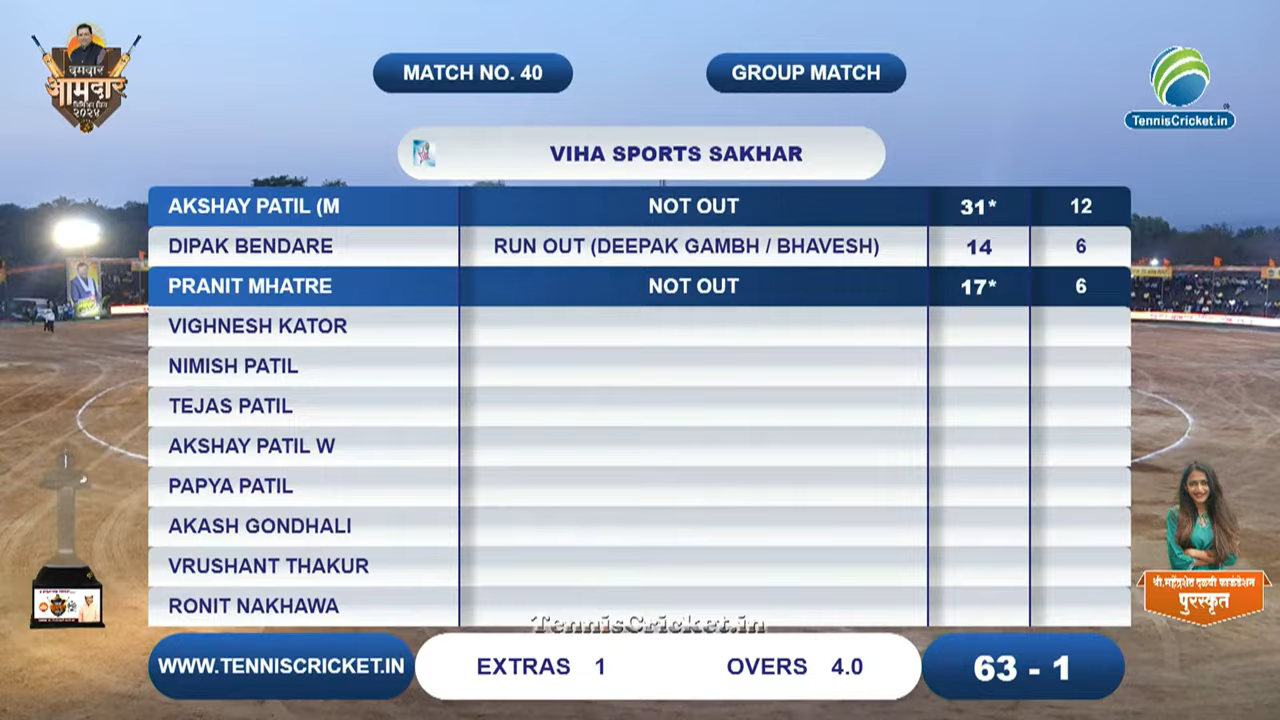 दमदार
आमदार
२०२४
MATCH NO. 40
GROUP MATCH
TennisCricket.in
VIHA SPORTS SAKHAR
AKSHAY PATIL (M NOT OUT 31* 12
DIPAK BENDARE RUN OUT (DEEPAK GAMBH / BHAVESH) 14 6
PRANIT MHATRE NOT OUT 17* 6
VIGHNESH KATOR
NIMISH PATIL
TEJAS PATIL
AKSHAY PATIL W
PAPYA PATIL
AKASH GONDHALI
VRUSHANT THAKUR
RONIT NAKHAWA
पुरस्कृत
TennisCricket.in
WWW.TENNISCRICKET.IN EXTRAS 1 OVERS 4.0 63 - 1